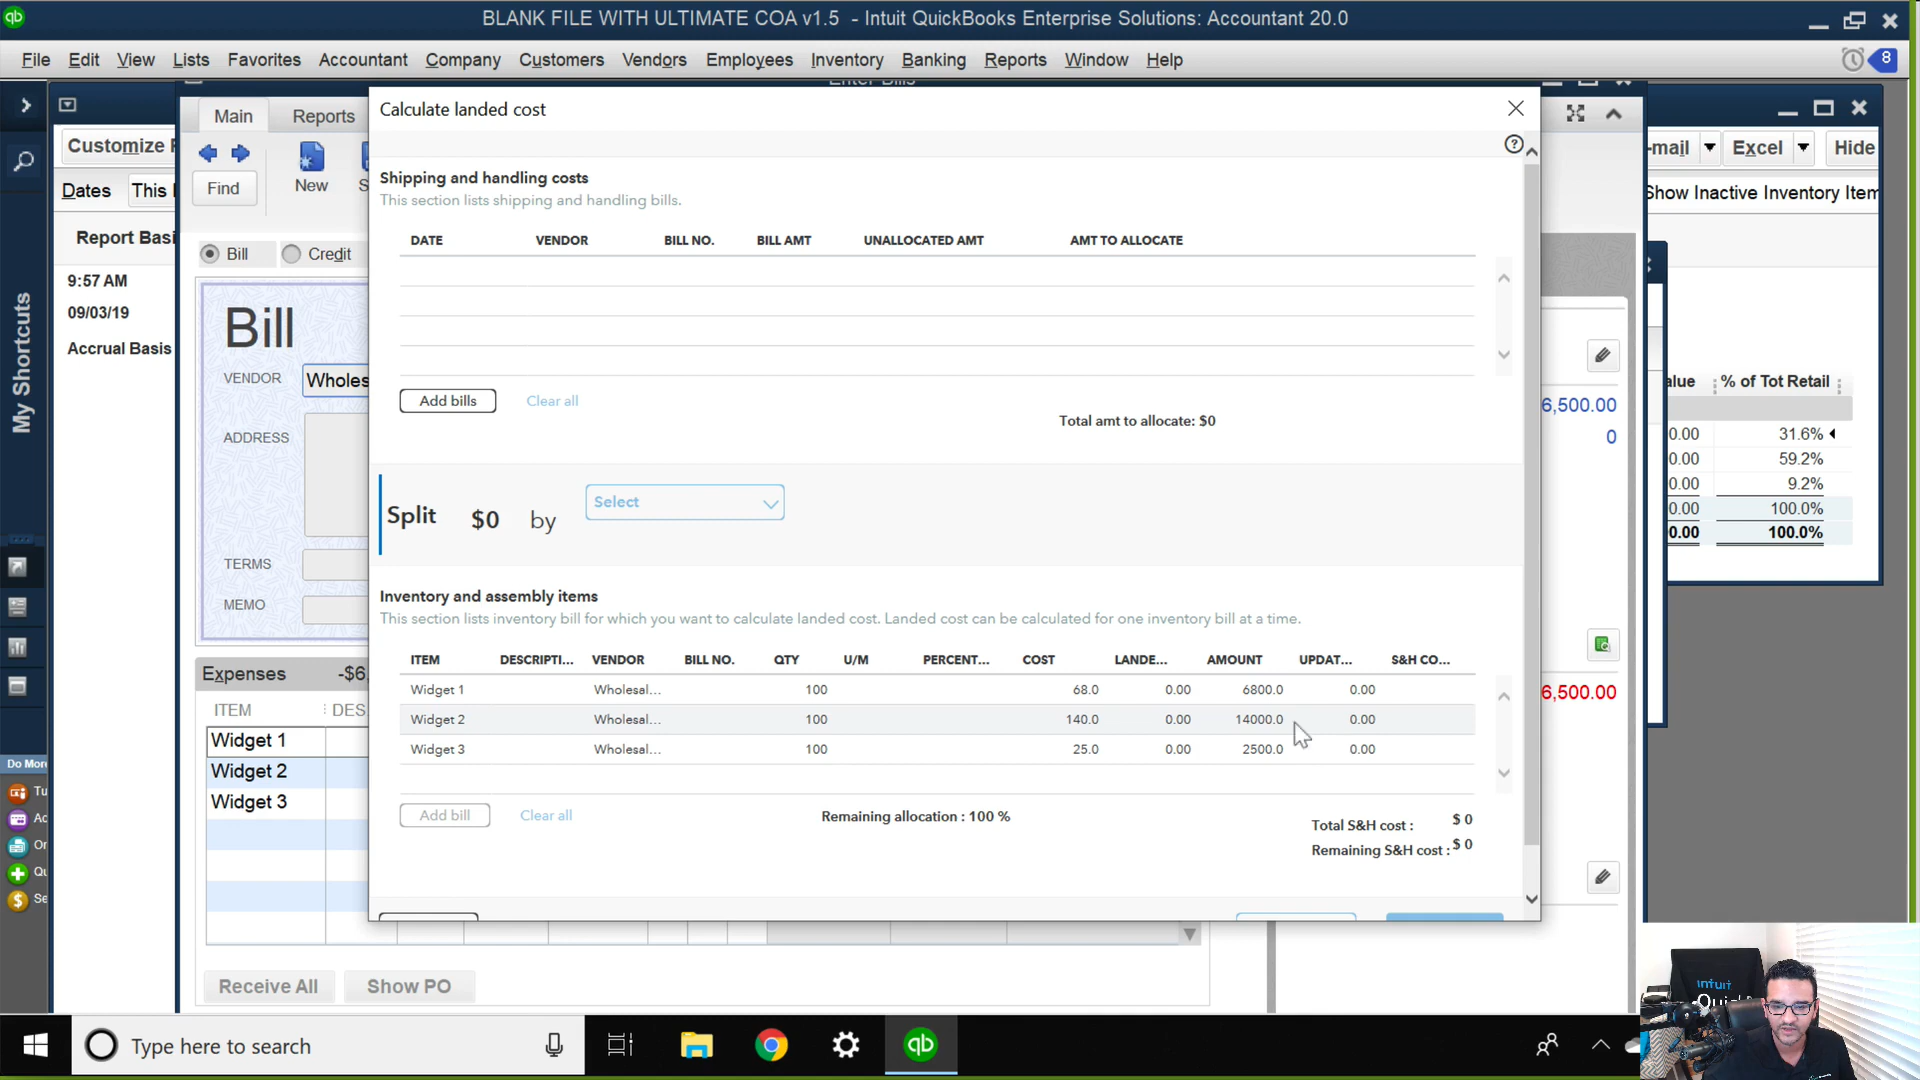 BLANK FILE WITH ULTIMATE COA v1.5 - Intuit QuickBooks Enterprise Solutions: Accountant 20.0
File Edit View Lists Favorites Accountant Company Customers Vendors Employees Inventory Banking Reports Window Help
8
Enter Bills
Main Reports
Customize
Find
New
Dates This
Report Basi
9:57 AM
09/03/19
Accrual Basis
My Shortcuts
Do More
Bill Credit
Bill
VENDOR Wholes
ADDRESS
TERMS
MEMO
Expenses -$6,
ITEM DES
Widget 1
Widget 2
Widget 3
Receive All Show PO
Calculate landed cost
Shipping and handling costs
This section lists shipping and handling bills.
DATE VENDOR BILL NO. BILL AMT UNALLOCATED AMT AMT TO ALLOCATE
Add bills Clear all
Total amt to allocate: $0
Split $0 by Select
Inventory and assembly items
This section lists inventory bill for which you want to calculate landed cost. Landed cost can be calculated for one inventory bill at a time.
ITEM DESCRIPTI... VENDOR BILL NO. QTY U/M PERCENT... COST LANDE... AMOUNT UPDAT... S&H CO...
Widget 1 Wholesal... 100 68.0 0.00 6800.0 0.00
Widget 2 Wholesal... 100 140.0 0.00 14000.0 0.00
Widget 3 Wholesal... 100 25.0 0.00 2500.0 0.00
Add bill Clear all
Remaining allocation : 100 %
Total S&H cost : $ 0
Remaining S&H cost : $ 0
-mail Excel Hide
Show Inactive Inventory Item
6,500.00
0
6,500.00
alue % of Tot Retail
0.00 31.6%
0.00 59.2%
0.00 9.2%
0.00 100.0%
0.00 100.0%
Type here to search
qb
intuit